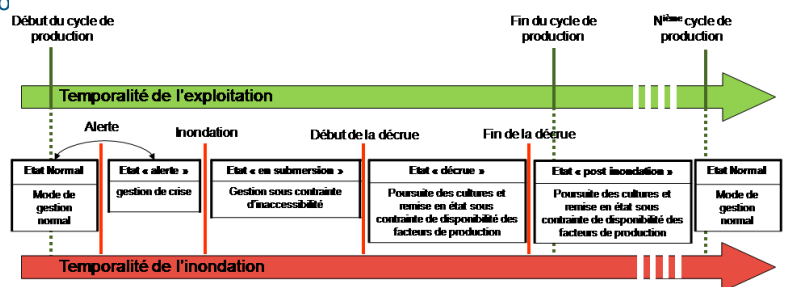 Début du cycle de
production
Fin du cycle de
production
Nième cycle de
production
Temporalité de l'exploitation
Alerte
Inondation
Début de la décrue
Fin de la décrue
Etat Normal
Mode de
gestion
normal
Etat « alerte »
gestion de crise
Etat « en submersion »
Gestion sous contrainte
d'inaccessibilité
Etat « décrue »
Poursuite des cultures et
remise en état sous
contrainte de disponibilité des
facteurs de production
Etat « post inondation »
Poursuite des cultures et
remise en état sous
contrainte de disponibilité des
facteurs de production
Etat Normal
Mode de
gestion
normal
Temporalité de l'inondation